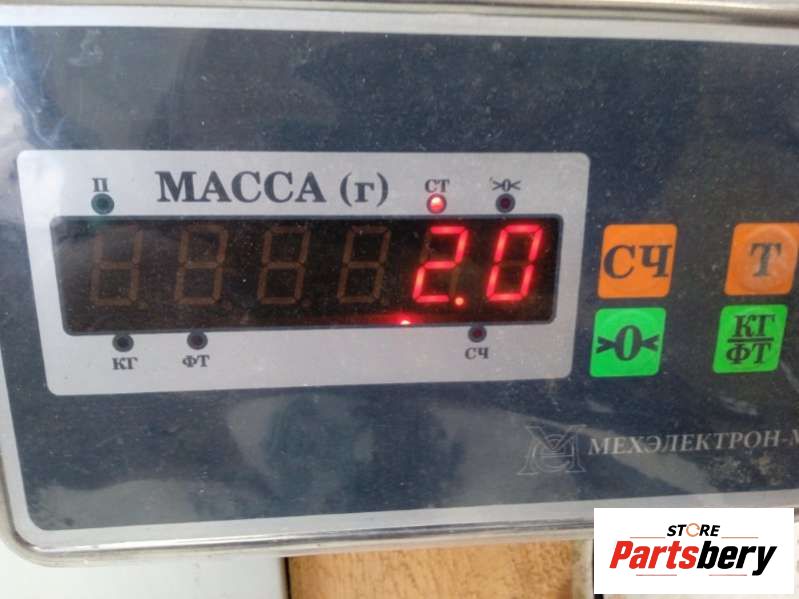 П МАССА (г) СТ >0<
2.0
КГ ФТ СЧ
СЧ Т
>0< КГ
ФТ
МЕХЭЛЕКТРОН-М
STORE
Partsbery